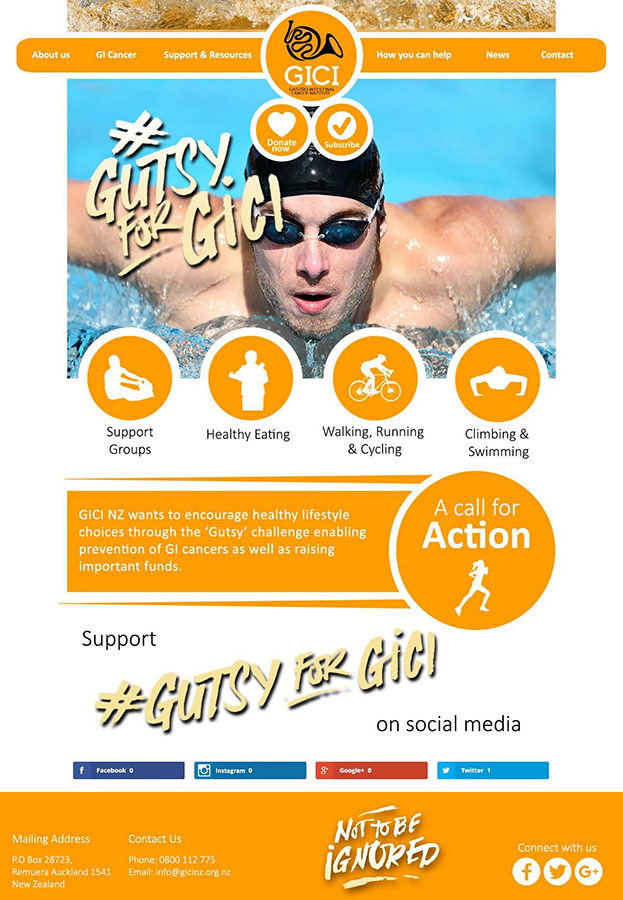 About us
GI Cancer
Support & Resources
GICI
GASTRO-INTESTINAL
CANCER INSTITUTE
How you can help
News
Contact
Donate
now
Subscribe
#
GUTSY
FOR GICI
Support
Groups
Healthy Eating
Walking, Running
& Cycling
Climbing &
Swimming
GICI NZ wants to encourage healthy lifestyle
choices through the ‘Gutsy’ challenge enabling
prevention of GI cancers as well as raising
important funds.
A call for
Action
Support
#GUTSY FOR GICI
on social media
Facebook 0
Instagram 0
Google+ 0
Twitter 1
Mailing Address
P.O Box 28723,
Remuera Auckland 1541
New Zealand
Contact Us
Phone: 0800 112 775
Email: info@gicinz.org.nz
NOT TO BE
IGNORED
Connect with us